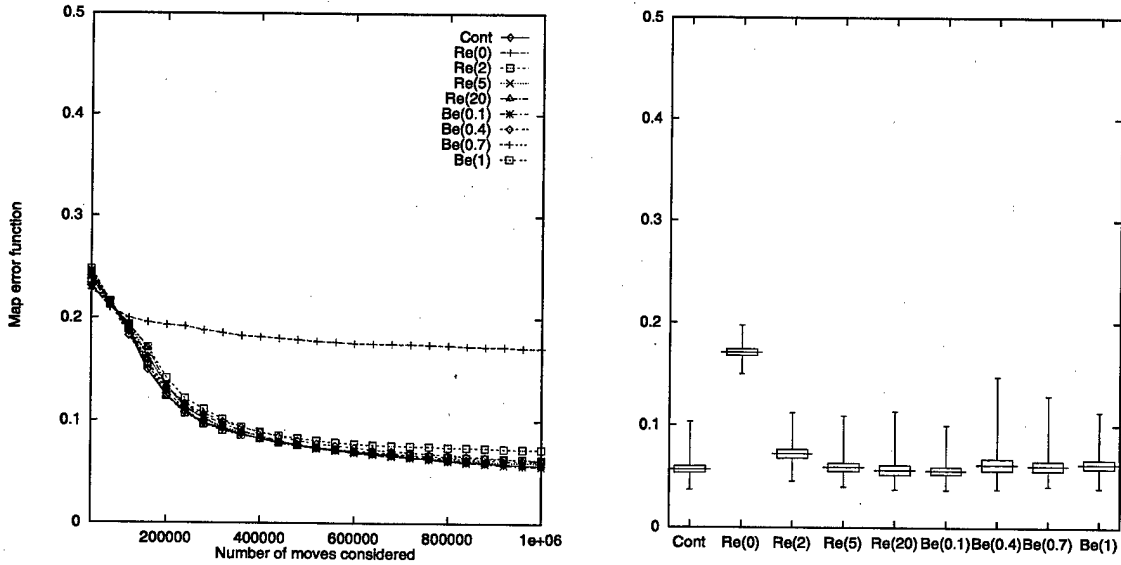 0.5
0.4
0.3
0.2
0.1
0
Map error function
200000 400000 600000 800000 1e+06
Number of moves considered
Cont
Re(0)
Re(2)
Re(5)
Re(20)
Be(0.1)
Be(0.4)
Be(0.7)
Be(1)
0.5
0.4
0.3
0.2
0.1
0
Cont Re(0) Re(2) Re(5) Re(20) Be(0.1) Be(0.4) Be(0.7) Be(1)